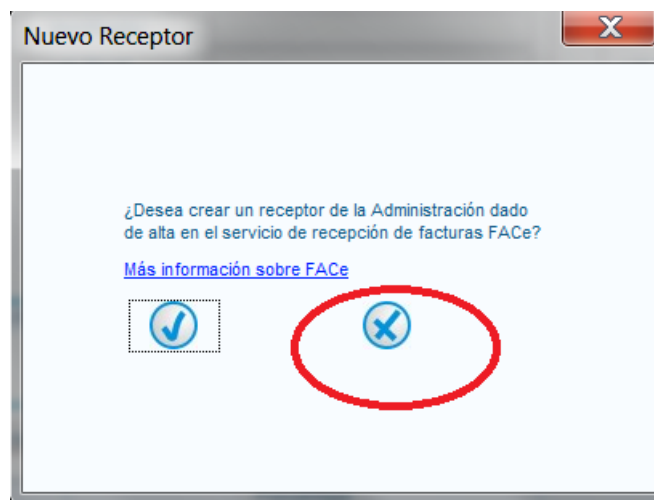 Nuevo Receptor
¿Desea crear un receptor de la Administración dado
de alta en el servicio de recepción de facturas FACe?
Más información sobre FACe